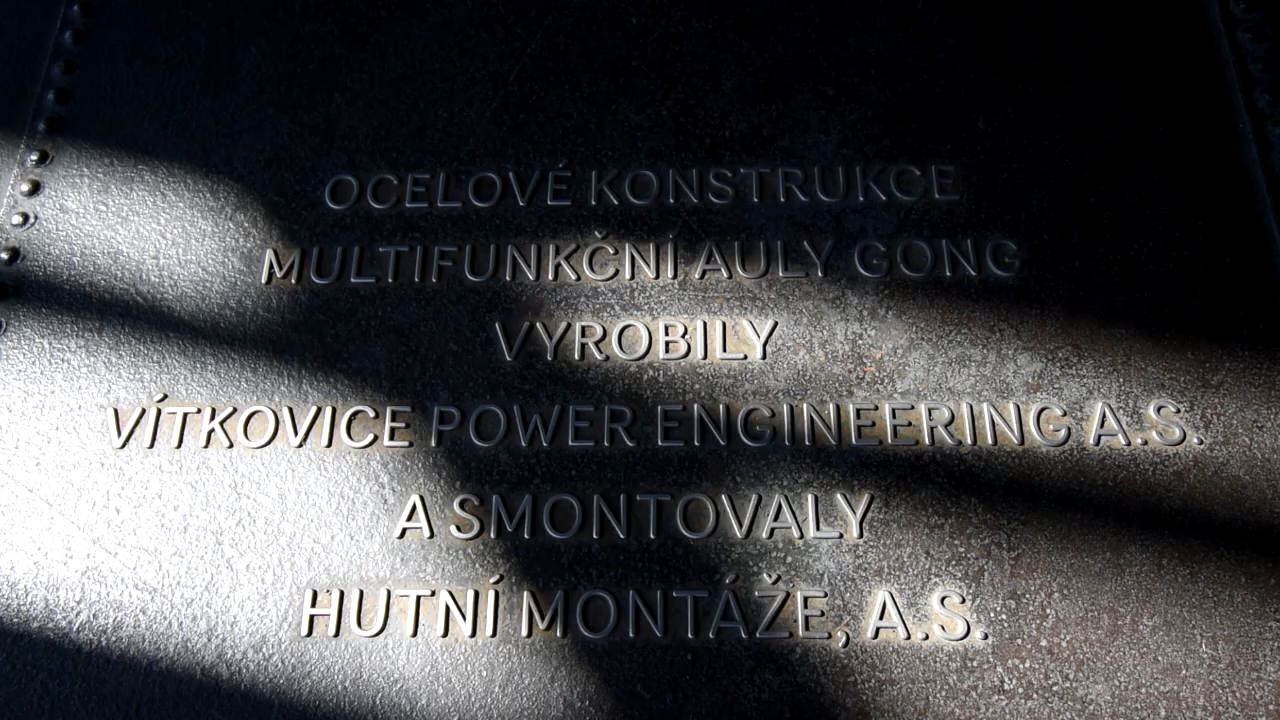 OCELOVÉ KONSTRUKCE
MULTIFUNKČNÍ AULY GONG
VYROBILY
VÍTKOVICE POWER ENGINEERING A.S.
A SMONTOVALY
HUTNÍ MONTÁŽE, A.S.